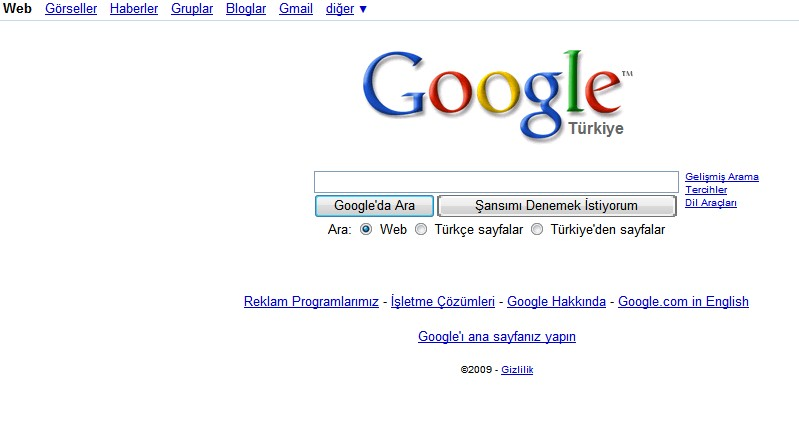 Web Görseller Haberler Gruplar Bloglar Gmail diğer ▼
Google™
Türkiye
Gelişmiş Arama
Tercihler
Dil Araçları
Google'da Ara Şansımı Denemek İstiyorum
Ara: Web Türkçe sayfalar Türkiye'den sayfalar
Reklam Programlarımız - İşletme Çözümleri - Google Hakkında - Google.com in English
Google'ı ana sayfanız yapın
©2009 - Gizlilik